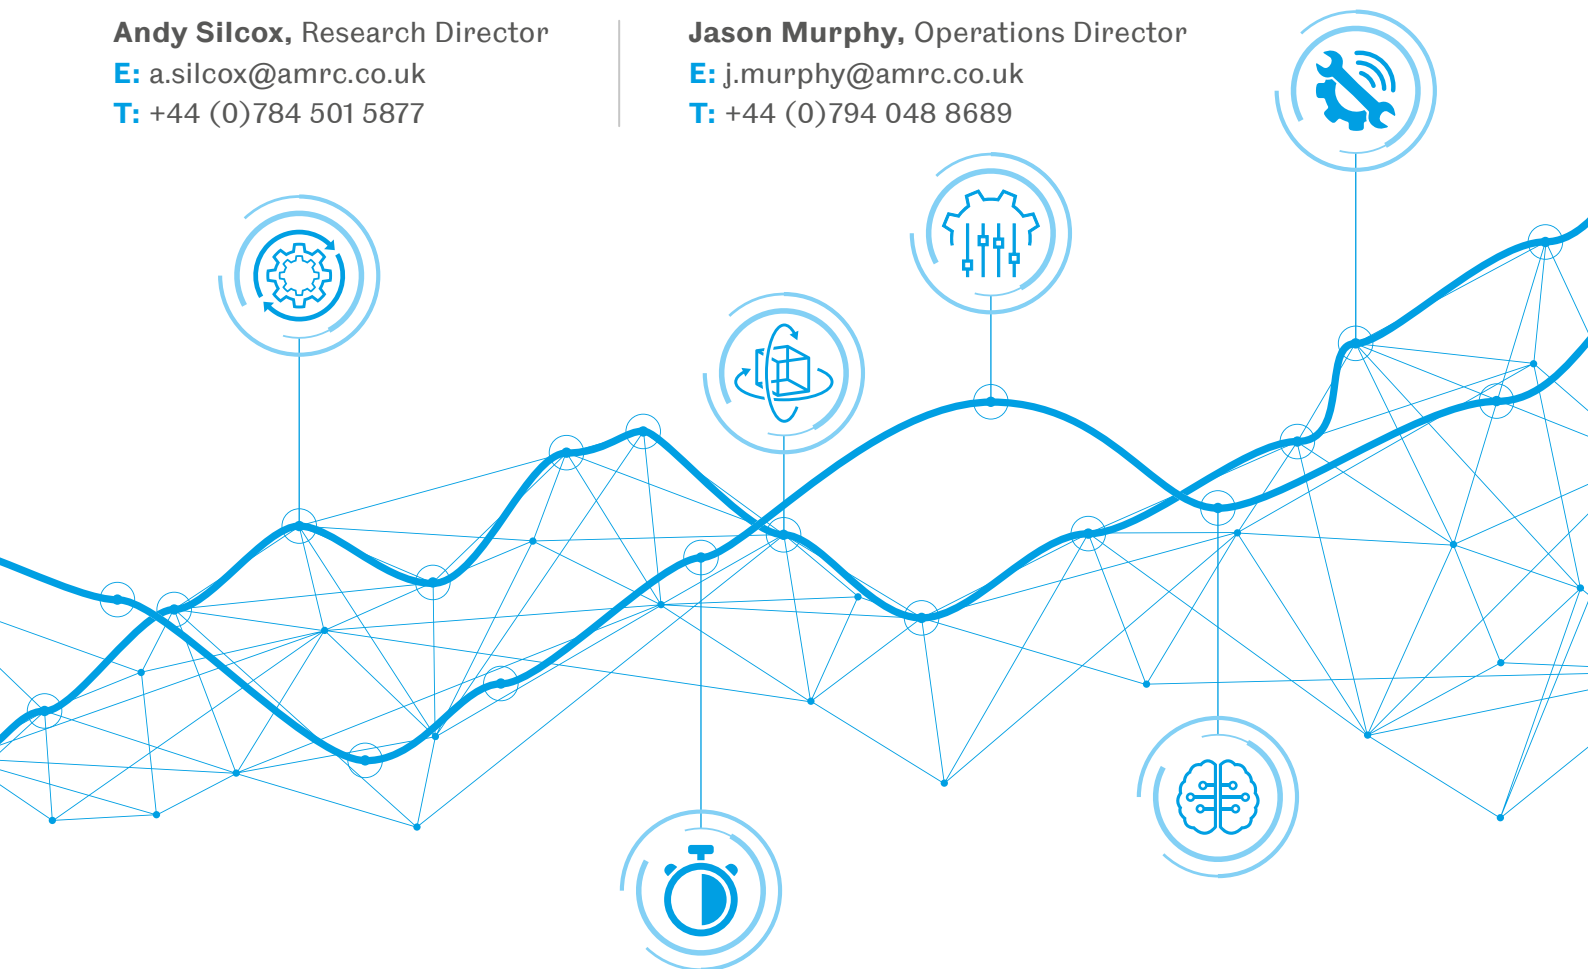 Andy Silcox, Research Director
E: a.silcox@amrc.co.uk
T: +44 (0)784 501 5877
Jason Murphy, Operations Director
E: j.murphy@amrc.co.uk
T: +44 (0)794 048 8689